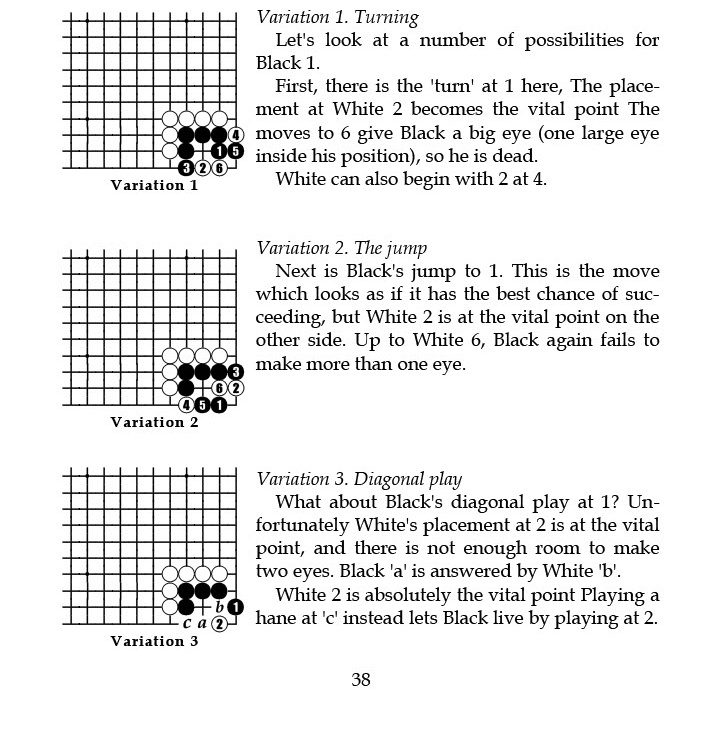 Variation 1. Turning
Let's look at a number of possibilities for
Black 1.
First, there is the 'turn' at 1 here, The place-
ment at White 2 becomes the vital point The
moves to 6 give Black a big eye (one large eye
inside his position), so he is dead.
White can also begin with 2 at 4.
4
1 5
3 2 6
Variation 1
Variation 2. The jump
Next is Black's jump to 1. This is the move
which looks as if it has the best chance of suc-
ceeding, but White 2 is at the vital point on the
other side. Up to White 6, Black again fails to
make more than one eye.
3
6 2
4 5 1
Variation 2
Variation 3. Diagonal play
What about Black's diagonal play at 1? Un-
fortunately White's placement at 2 is at the vital
point, and there is not enough room to make
two eyes. Black 'a' is answered by White 'b'.
White 2 is absolutely the vital point Playing a
hane at 'c' instead lets Black live by playing at 2.
b 1
c a 2
Variation 3
38